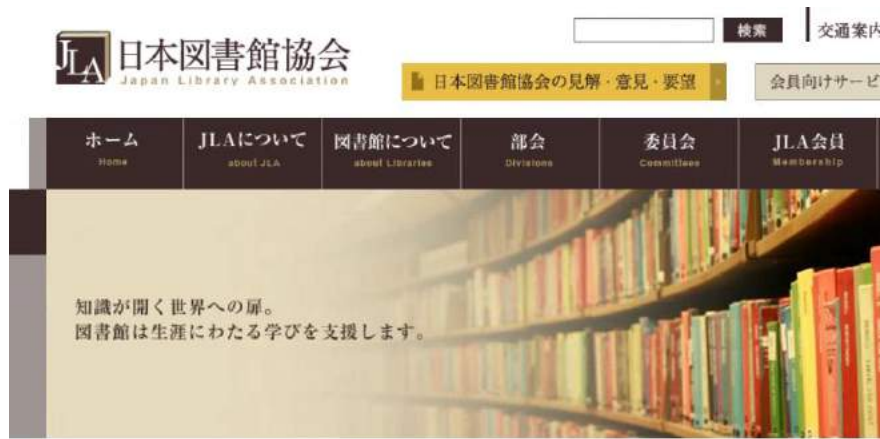 検索
交通案内
JLA 日本図書館協会
Japan Library Association
日本図書館協会の見解・意見・要望
会員向けサービ
ホーム
Home
JLAについて
about JLA
図書館について
about Libraries
部会
Divisions
委員会
Committees
JLA会員
Membership
知識が開く世界への扉。
図書館は生涯にわたる学びを支援します。